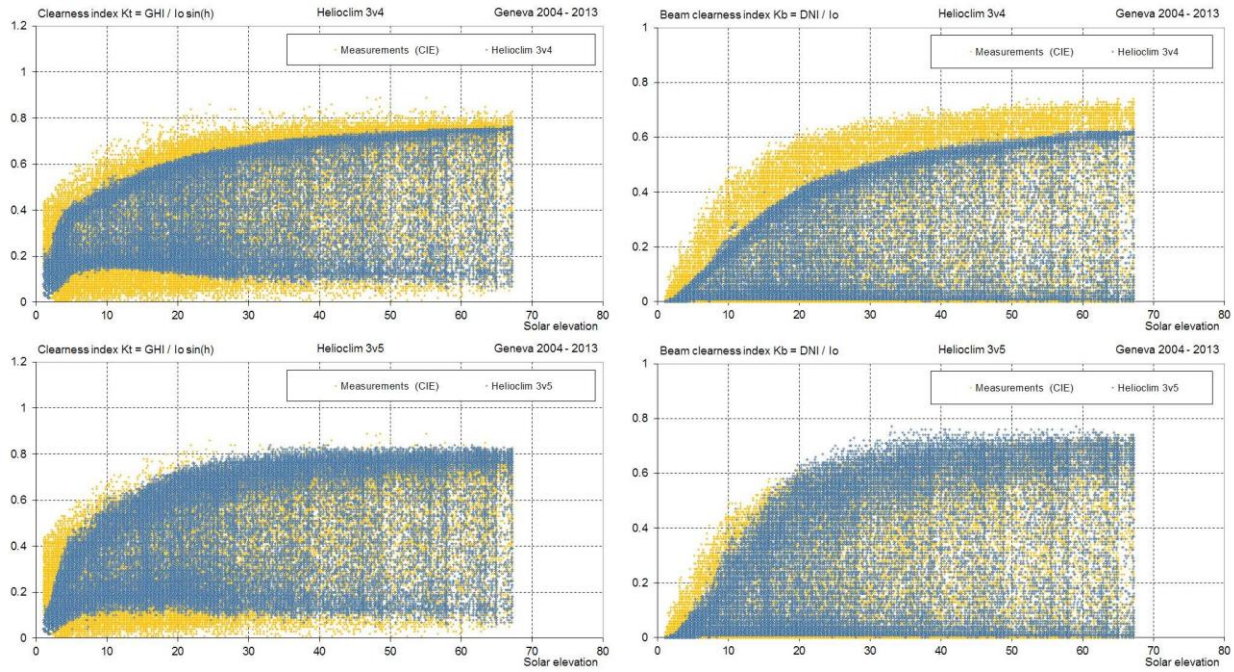 Clearness index Kt = GHI / Io sin(h) Helioclim 3v4 Geneva 2004 - 2013
1.2
Measurements (CIE) Helioclim 3v4
1
0.8
0.6
0.4
0.2
0
0 10 20 30 40 50 60 70 80
Solar elevation
Beam clearness index Kb = DNI / Io Helioclim 3v4 Geneva 2004 - 2013
1
Measurements (CIE) Helioclim 3v4
0.8
0.6
0.4
0.2
0
0 10 20 30 40 50 60 70 80
Solar elevation
Clearness index Kt = GHI / Io sin(h) Helioclim 3v5 Geneva 2004 - 2013
1.2
Measurements (CIE) Helioclim 3v5
1
0.8
0.6
0.4
0.2
0
0 10 20 30 40 50 60 70 80
Solar elevation
Beam clearness index Kb = DNI / Io Helioclim 3v5 Geneva 2004 - 2013
1
Measurements (CIE) Helioclim 3v5
0.8
0.6
0.4
0.2
0
0 10 20 30 40 50 60 70 80
Solar elevation